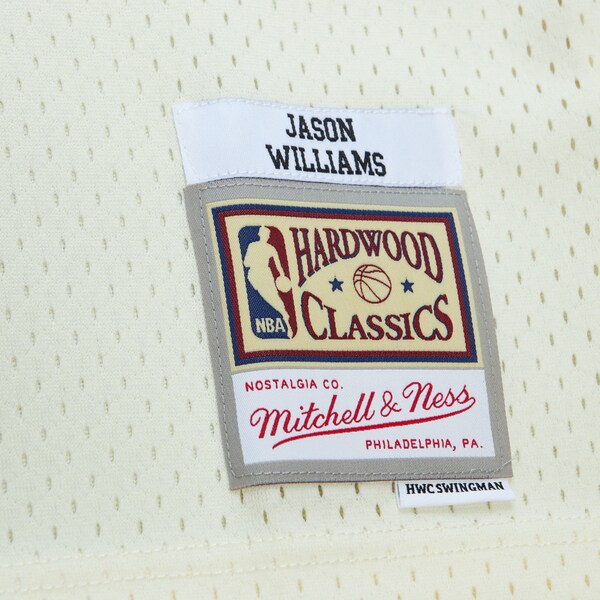 JASON
WILLIAMS
HARDWOOD
CLASSICS
NBA
NOSTALGIA CO.
Mitchell & Ness
PHILADELPHIA, PA.
HWC SWINGMAN